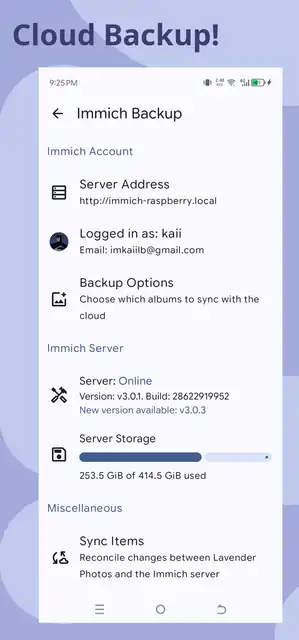 Cloud Backup!
9:25 PM
Immich Backup
Immich Account
Server Address
http://immich-raspberry.local
Logged in as: kaii
Email: imkaiilb@gmail.com
Backup Options
Choose which albums to sync with the
cloud
Immich Server
Server: Online
Version: v3.0.1. Build: 28622919952
New version available: v3.0.3
Server Storage
253.5 GiB of 414.5 GiB used
Miscellaneous
Sync Items
Reconcile changes between Lavender
Photos and the Immich server